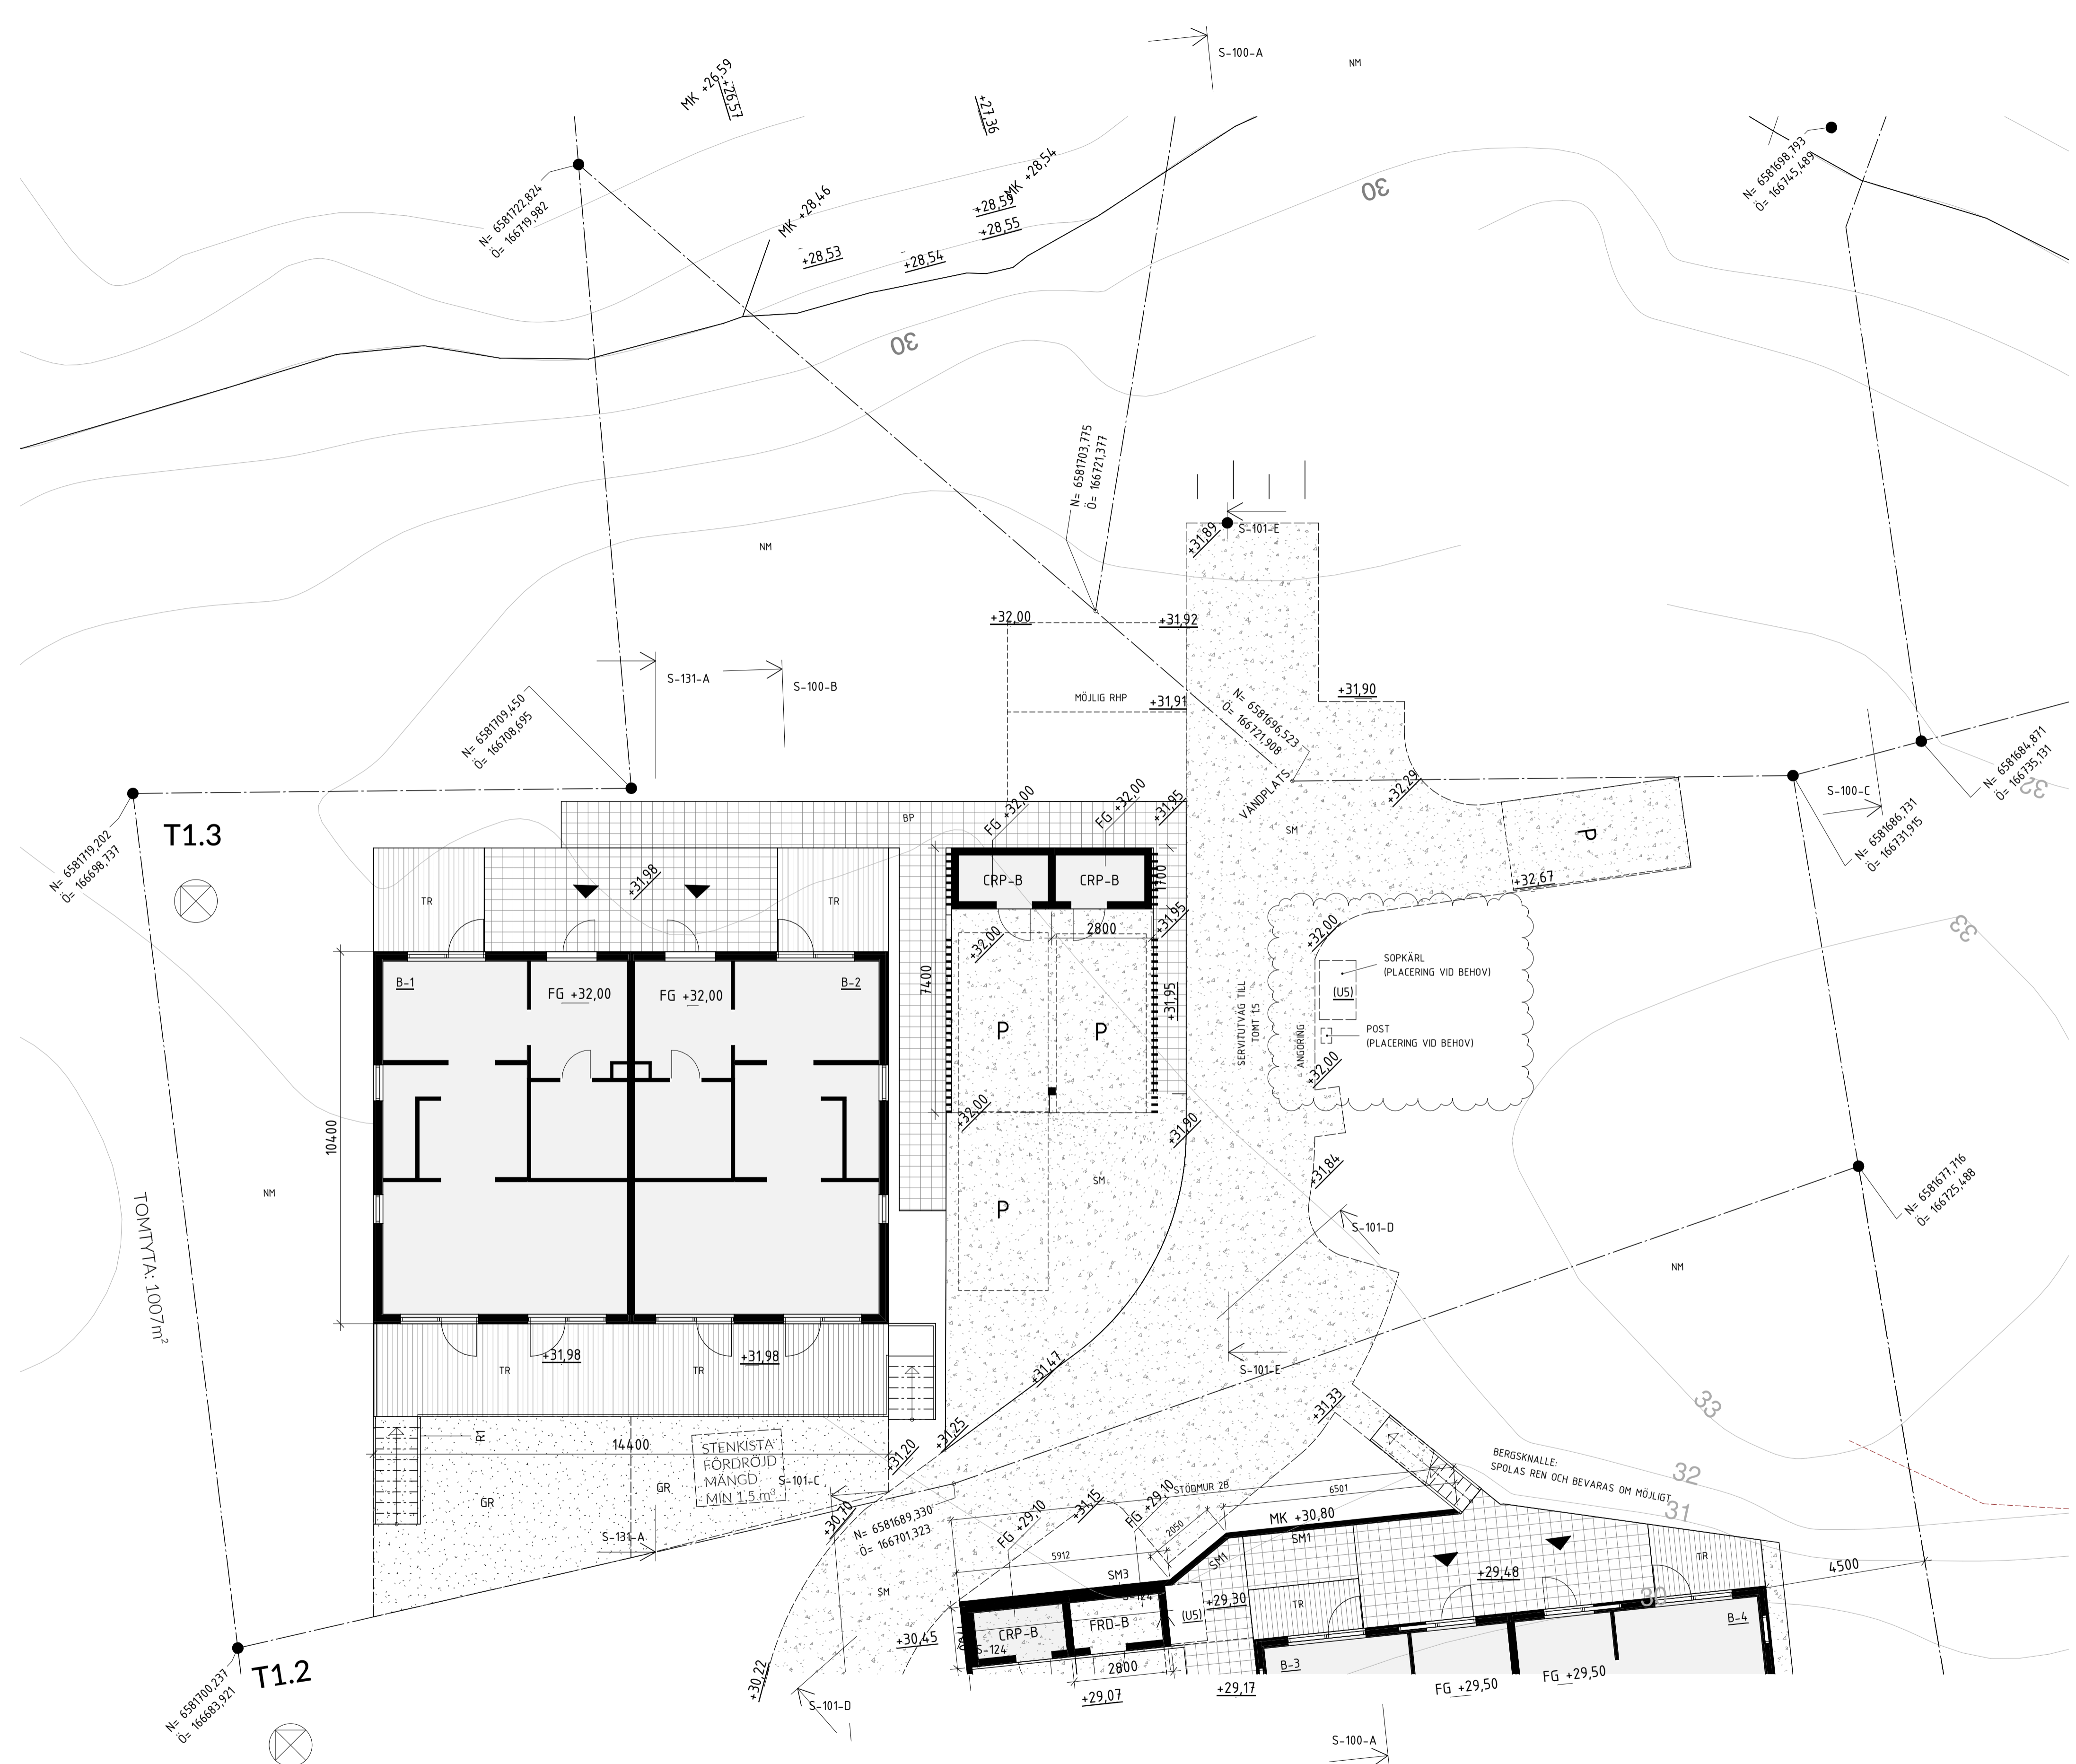 S-100-A
NM
MK +26,59
+26,57
+27,36
N= 6581698,793
Ö= 166745,489
MK +28,54
N= 6581722,824
Ö= 166719,982
MK +28,46
+28,59
+28,55
+28,53
+28,54
30
30
N= 6581703,775
Ö= 166721,377
S-101-E
+31,89
NM
+32,00
+31,92
S-131-A
S-100-B
MÖJLIG RHP
+31,91
+31,90
N= 6581696,523
Ö= 166721,908
N= 6581709,450
Ö= 166708,695
VÄNDPLATS
+32,29
N= 6581684,871
Ö= 166735,131
32
S-100-C
N= 6581686,731
Ö= 166731,915
T1.3
N= 6581719,202
Ö= 166698,737
BP
FG +32,00
FG +32,00
+31,95
SM
P
+32,67
TR
+31,98
TR
CRP-B
CRP-B
1700
+31,95
2800
+32,00
+32,00
33
SOPKÄRL
(PLACERING VID BEHOV)
(U5)
B-1
FG +32,00
FG +32,00
B-2
7400
+31,95
P
P
SERVITUTVÄG TILL
TOMT 1.5
ANGÖRING
POST
(PLACERING VID BEHOV)
+32,00
+32,00
+31,90
10400
NM
TOMTYTA: 1007m²
SM
P
+31,84
N= 6581677,716
Ö= 166725,488
S-101-D
NM
+31,98
+31,98
TR
TR
+31,47
S-101-E
+31,33
33
R1
14400
STENKISTA
FÖRDRÖJD
MÄNGD
MIN 1,5 m³
GR
GR
S-101-C
+31,20
+31,25
BERGSKNALLE:
SPOLAS REN OCH BEVARAS OM MÖJLIGT
32
31
STÖDMUR 2B
6501
+30,70
N= 6581689,330
Ö= 166701,323
FG +29,10
+31,15
FG +29,10
2050
MK +30,80
SM1
SM1
S-131-A
5912
SM3
SM
TR
4500
+29,48
30
TR
S-124
+29,30
(U5)
CRP-B
FRD-B
S-124
+30,45
B-4
B-3
2800
FG +29,50
FG +29,50
+29,07
+29,17
+30,22
S-101-D
T1.2
N= 6581700,237
Ö= 166683,921
S-100-A